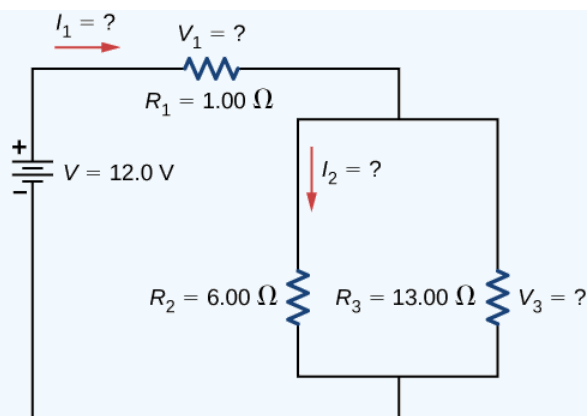 I₁ = ?
V₁ = ?
R₁ = 1.00 Ω
+
V = 12.0 V
−
I₂ = ?
R₂ = 6.00 Ω
R₃ = 13.00 Ω
V₃ = ?